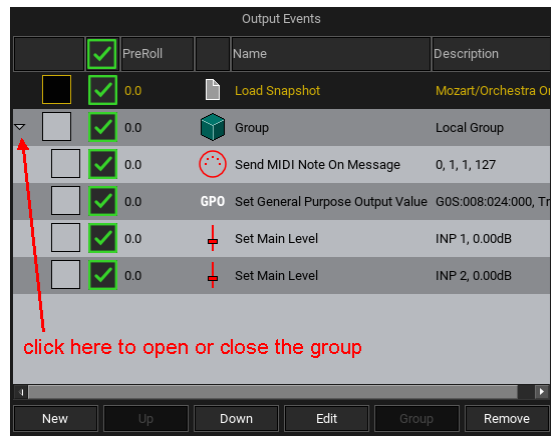 Output Events
PreRoll Name Description
0.0 Load Snapshot Mozart/Orchestra
0.0 Group Local Group
0.0 Send MIDI Note On Message 0, 1, 1, 127
0.0 GPO Set General Purpose Output Value G0S:008:024:000,
0.0 Set Main Level INP 1, 0.00dB
0.0 Set Main Level INP 2, 0.00dB
click here to open or close the group
New Up Down Edit Group Remove